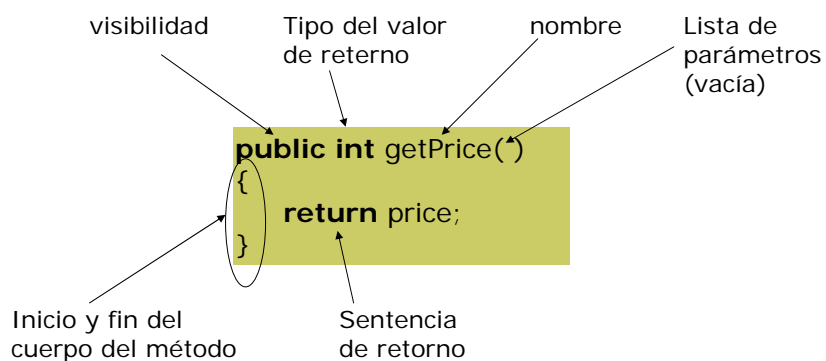 visibilidad
Tipo del valor
de reterno
nombre
Lista de
parámetros
(vacía)
public int getPrice()
{
return price;
}
Inicio y fin del
cuerpo del método
Sentencia
de retorno